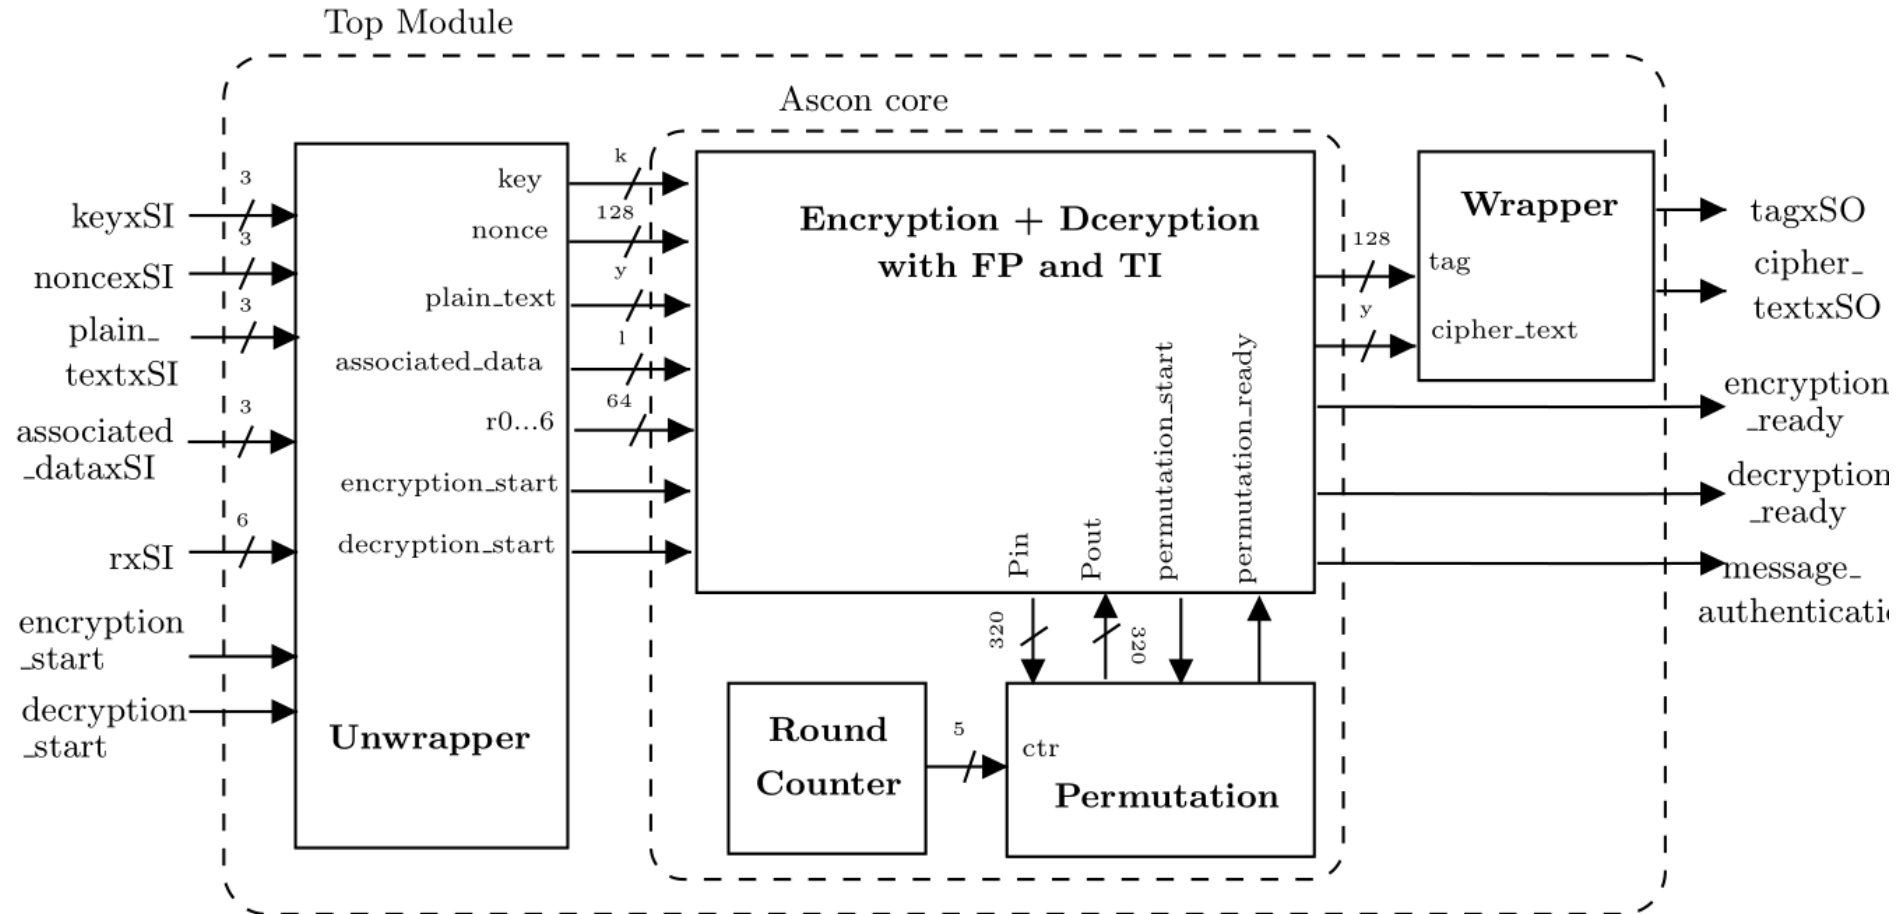 Top Module
Ascon core
keyxSI
3
noncexSI
3
plain_
textxSI
3
associated
_dataxSI
3
rxSI
6
encryption
_start
decryption
_start
key
nonce
plain_text
associated_data
r0...6
encryption_start
decryption_start
Unwrapper
k
128
y
l
64
Encryption + Dceryption
with FP and TI
Pin
Pout
permutation_start
permutation_ready
320
320
Round
Counter
5
ctr
Permutation
128
y
Wrapper
tag
cipher_text
tagxSO
cipher_
textxSO
encryption
_ready
decryption
_ready
message_
authenticati